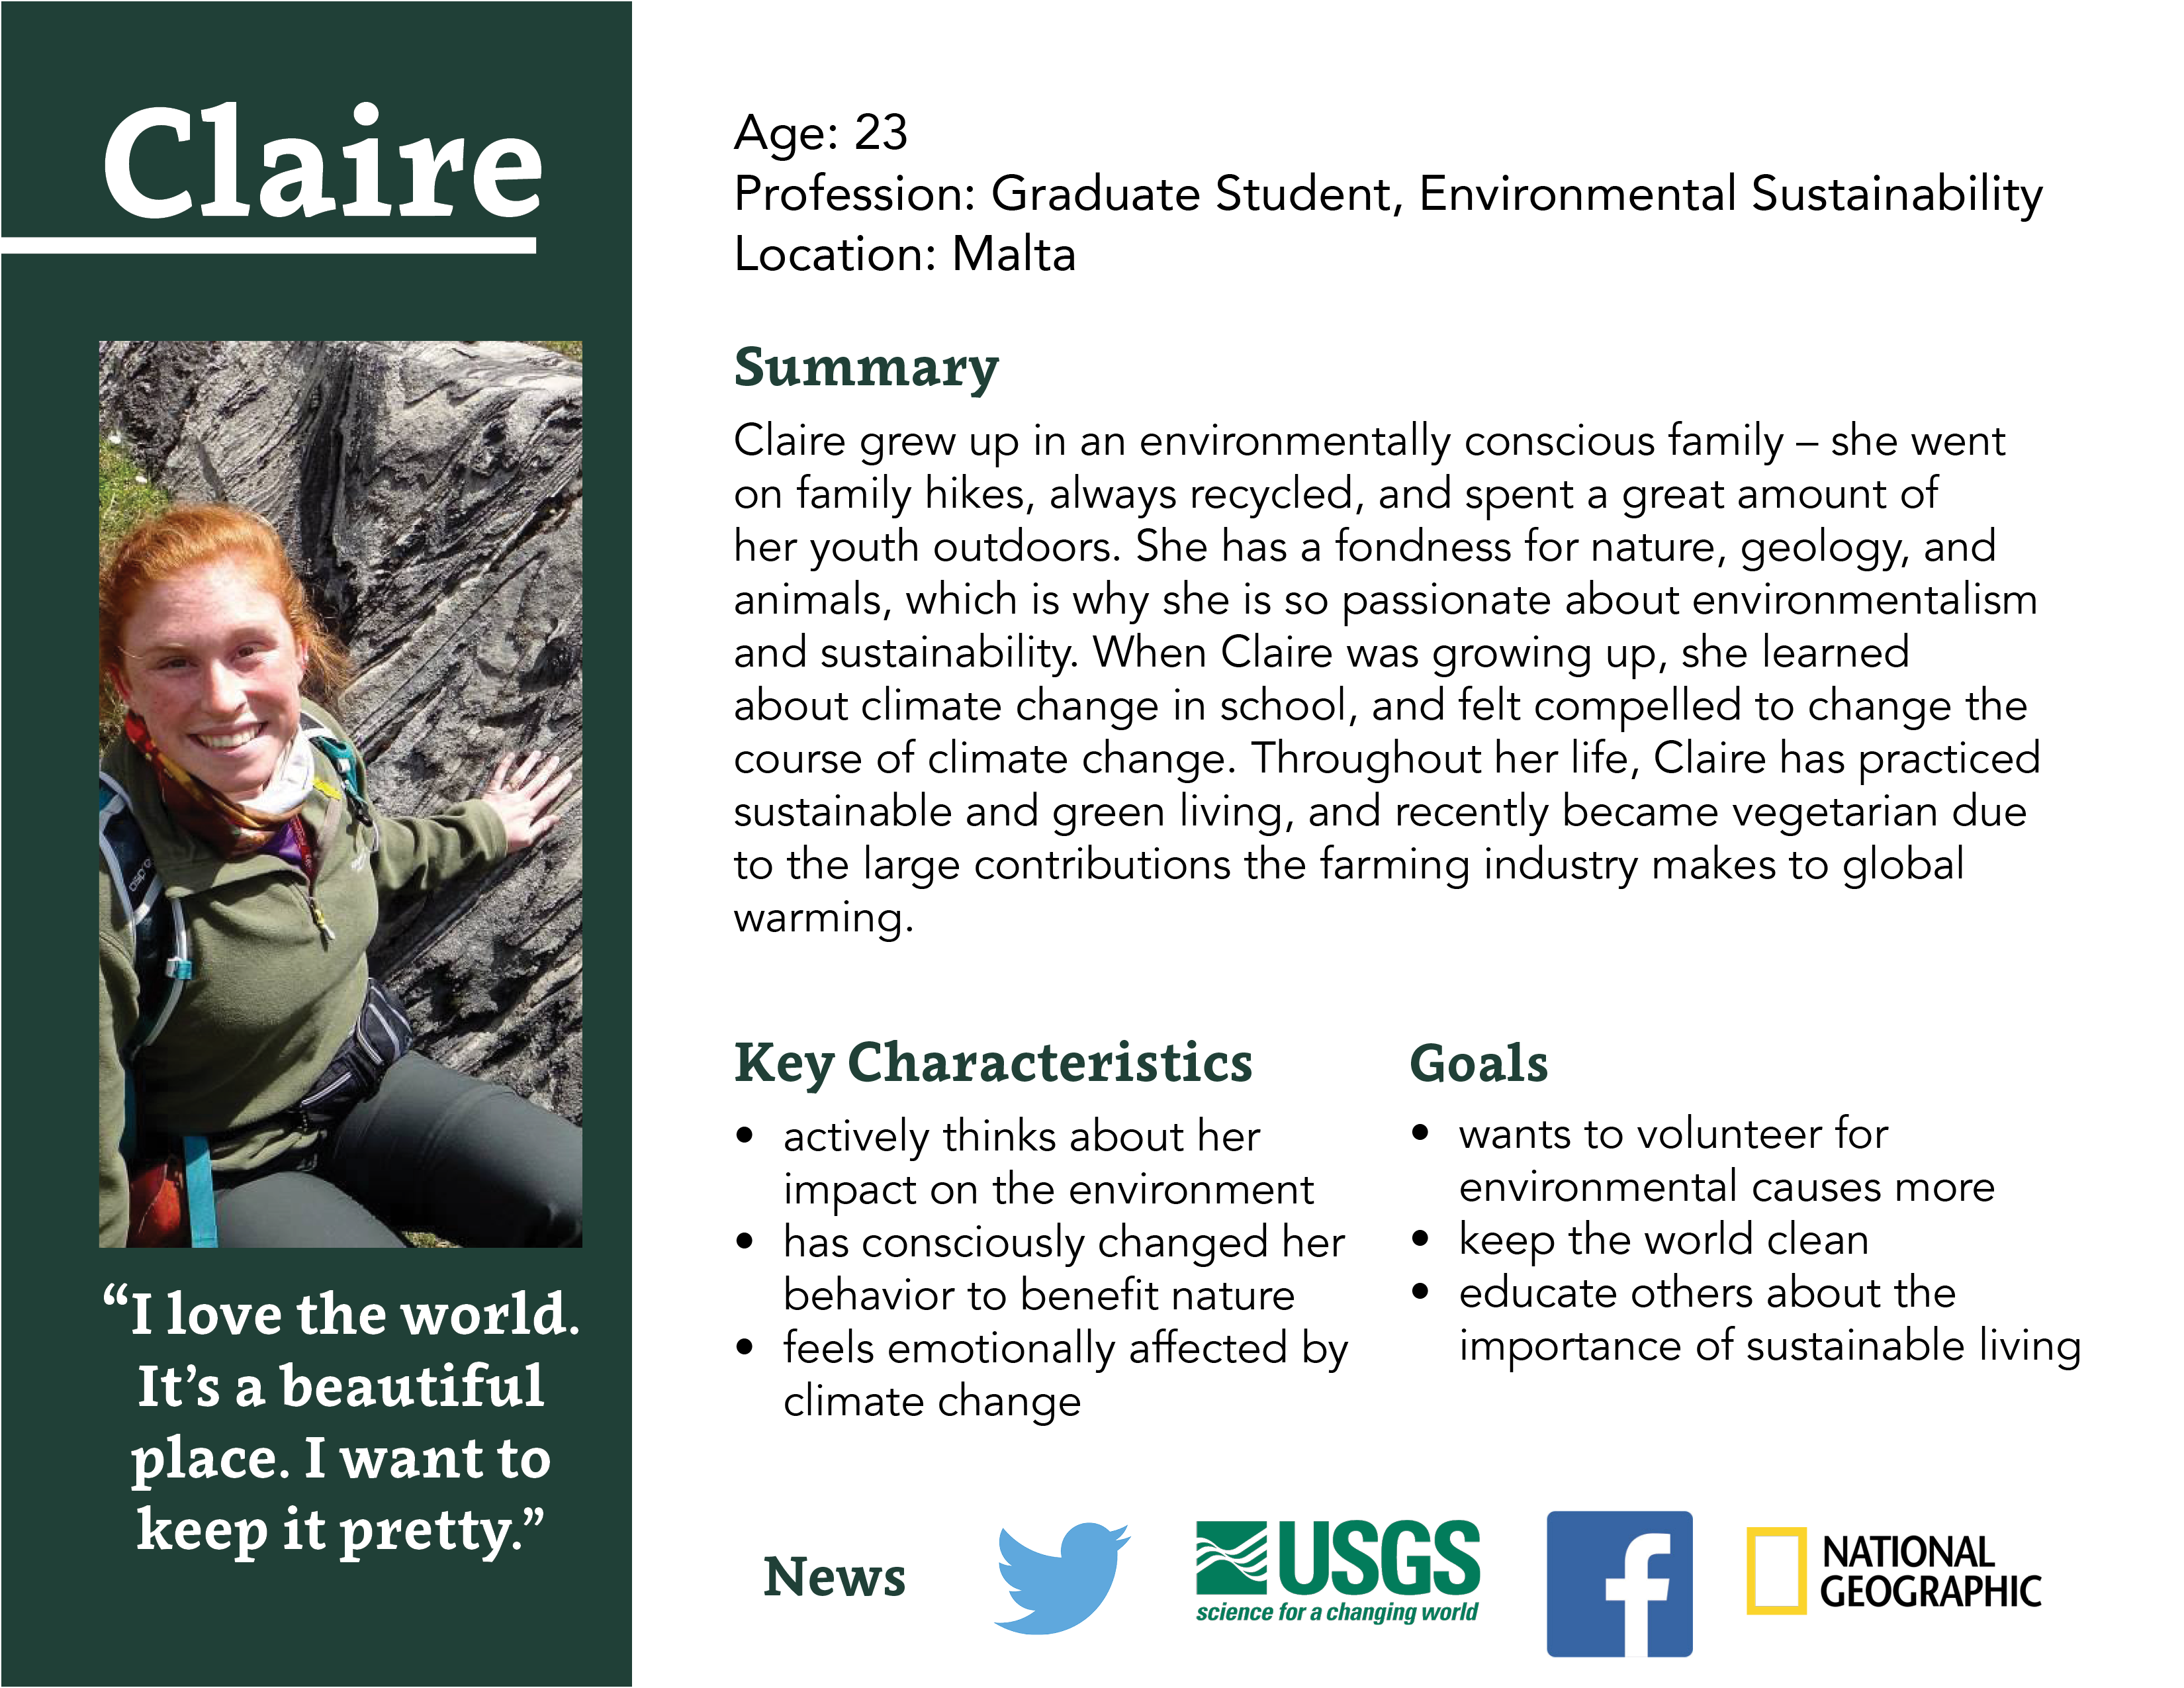 Claire
Age: 23
Profession: Graduate Student, Environmental Sustainability
Location: Malta
Summary
Claire grew up in an environmentally conscious family – she went
on family hikes, always recycled, and spent a great amount of
her youth outdoors. She has a fondness for nature, geology, and
animals, which is why she is so passionate about environmentalism
and sustainability. When Claire was growing up, she learned
about climate change in school, and felt compelled to change the
course of climate change. Throughout her life, Claire has practiced
sustainable and green living, and recently became vegetarian due
to the large contributions the farming industry makes to global
warming.
Key Characteristics
• actively thinks about her
impact on the environment
• has consciously changed her
behavior to benefit nature
• feels emotionally affected by
climate change
Goals
• wants to volunteer for
environmental causes more
• keep the world clean
• educate others about the
importance of sustainable living
“I love the world.
It’s a beautiful
place. I want to
keep it pretty.”
News
USGS
science for a changing world
f
NATIONAL
GEOGRAPHIC